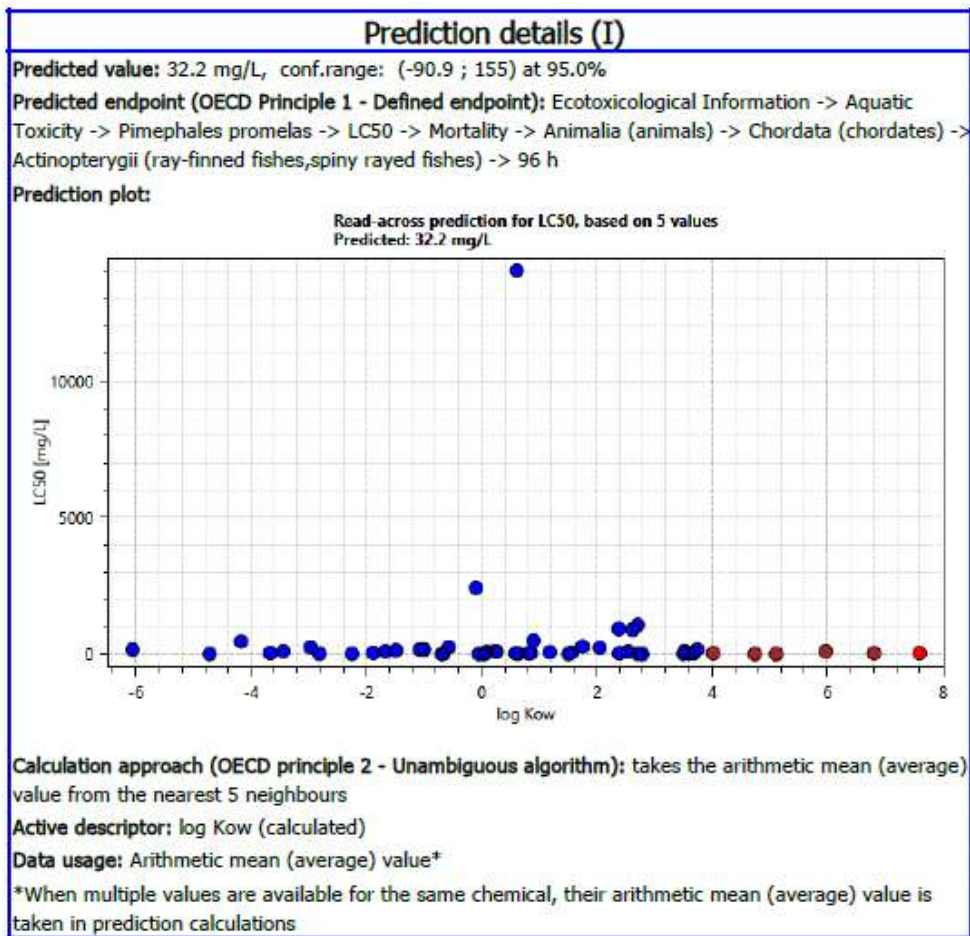 Prediction details (I)
Predicted value: 32.2 mg/L, conf.range: (-90.9 ; 155) at 95.0%
Predicted endpoint (OECD Principle 1 - Defined endpoint): Ecotoxicological Information -> Aquatic
Toxicity -> Pimephales promelas -> LC50 -> Mortality -> Animalia (animals) -> Chordata (chordates) ->
Actinopterygii (ray-finned fishes,spiny rayed fishes) -> 96 h
Prediction plot:
Read-across prediction for LC50, based on 5 values
Predicted: 32.2 mg/L
10000
5000
0
LC50 [mg/L]
-6 -4 -2 0 2 4 6 8
log Kow
Calculation approach (OECD principle 2 - Unambiguous algorithm): takes the arithmetic mean (average)
value from the nearest 5 neighbours
Active descriptor: log Kow (calculated)
Data usage: Arithmetic mean (average) value*
*When multiple values are available for the same chemical, their arithmetic mean (average) value is
taken in prediction calculations